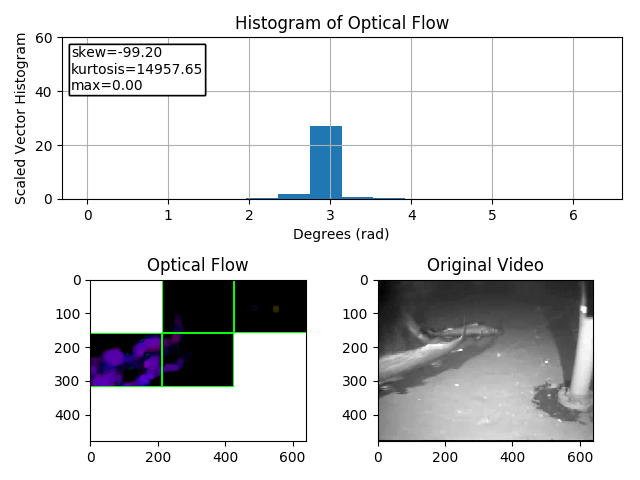 Histogram of Optical Flow
Scaled Vector Histogram
60
40
20
0
skew=-99.20
kurtosis=14957.65
max=0.00
0 1 2 3 4 5 6
Degrees (rad)
Optical Flow
0
100
200
300
400
0 200 400 600
Original Video
0
100
200
300
400
0 200 400 600